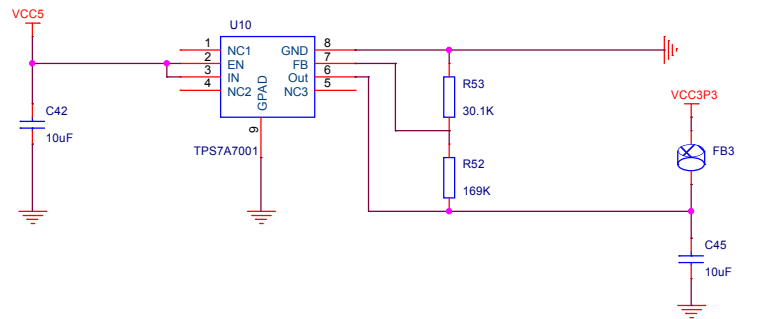 VCC5
U10
1 NC1 GND 8
2 EN FB 7
3 IN Out 6
4 NC2 NC3 5
GPAD
9
TPS7A7001
C42
10uF
R53
30.1K
R52
169K
VCC3P3
FB3
C45
10uF